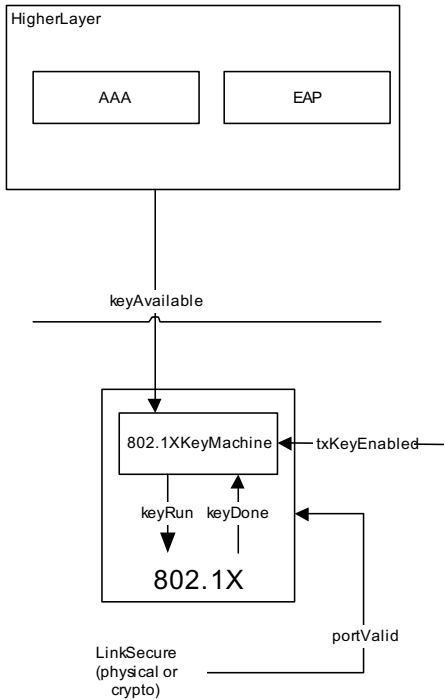 HigherLayer
AAA
EAP
keyAvailable
802.1XKeyMachine
txKeyEnabled
keyRun
keyDone
802.1X
portValid
LinkSecure
(physical or
crypto)